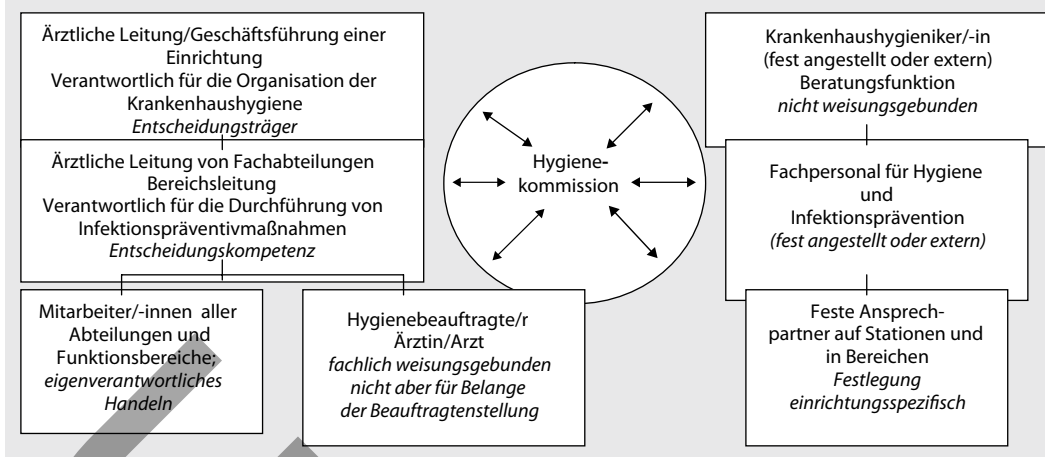 Ärztliche Leitung/Geschäftsführung einer
Einrichtung
Verantwortlich für die Organisation der
Krankenhaushygiene
Entscheidungsträger
Ärztliche Leitung von Fachabteilungen
Bereichsleitung
Verantwortlich für die Durchführung von
Infektionspräventivmaßnahmen
Entscheidungskompetenz
Mitarbeiter/-innen aller
Abteilungen und
Funktionsbereiche;
eigenverantwortliches
Handeln
Hygienebeauftragte/r
Ärztin/Arzt
fachlich weisungsgebunden
nicht aber für Belange
der Beauftragtenstellung
Hygiene-
kommission
Krankenhaushygieniker/-in
(fest angestellt oder extern)
Beratungsfunktion
nicht weisungsgebunden
Fachpersonal für Hygiene
und
Infektionsprävention
(fest angestellt oder extern)
Feste Ansprech-
partner auf Stationen und
in Bereichen
Festlegung
einrichtungsspezifisch